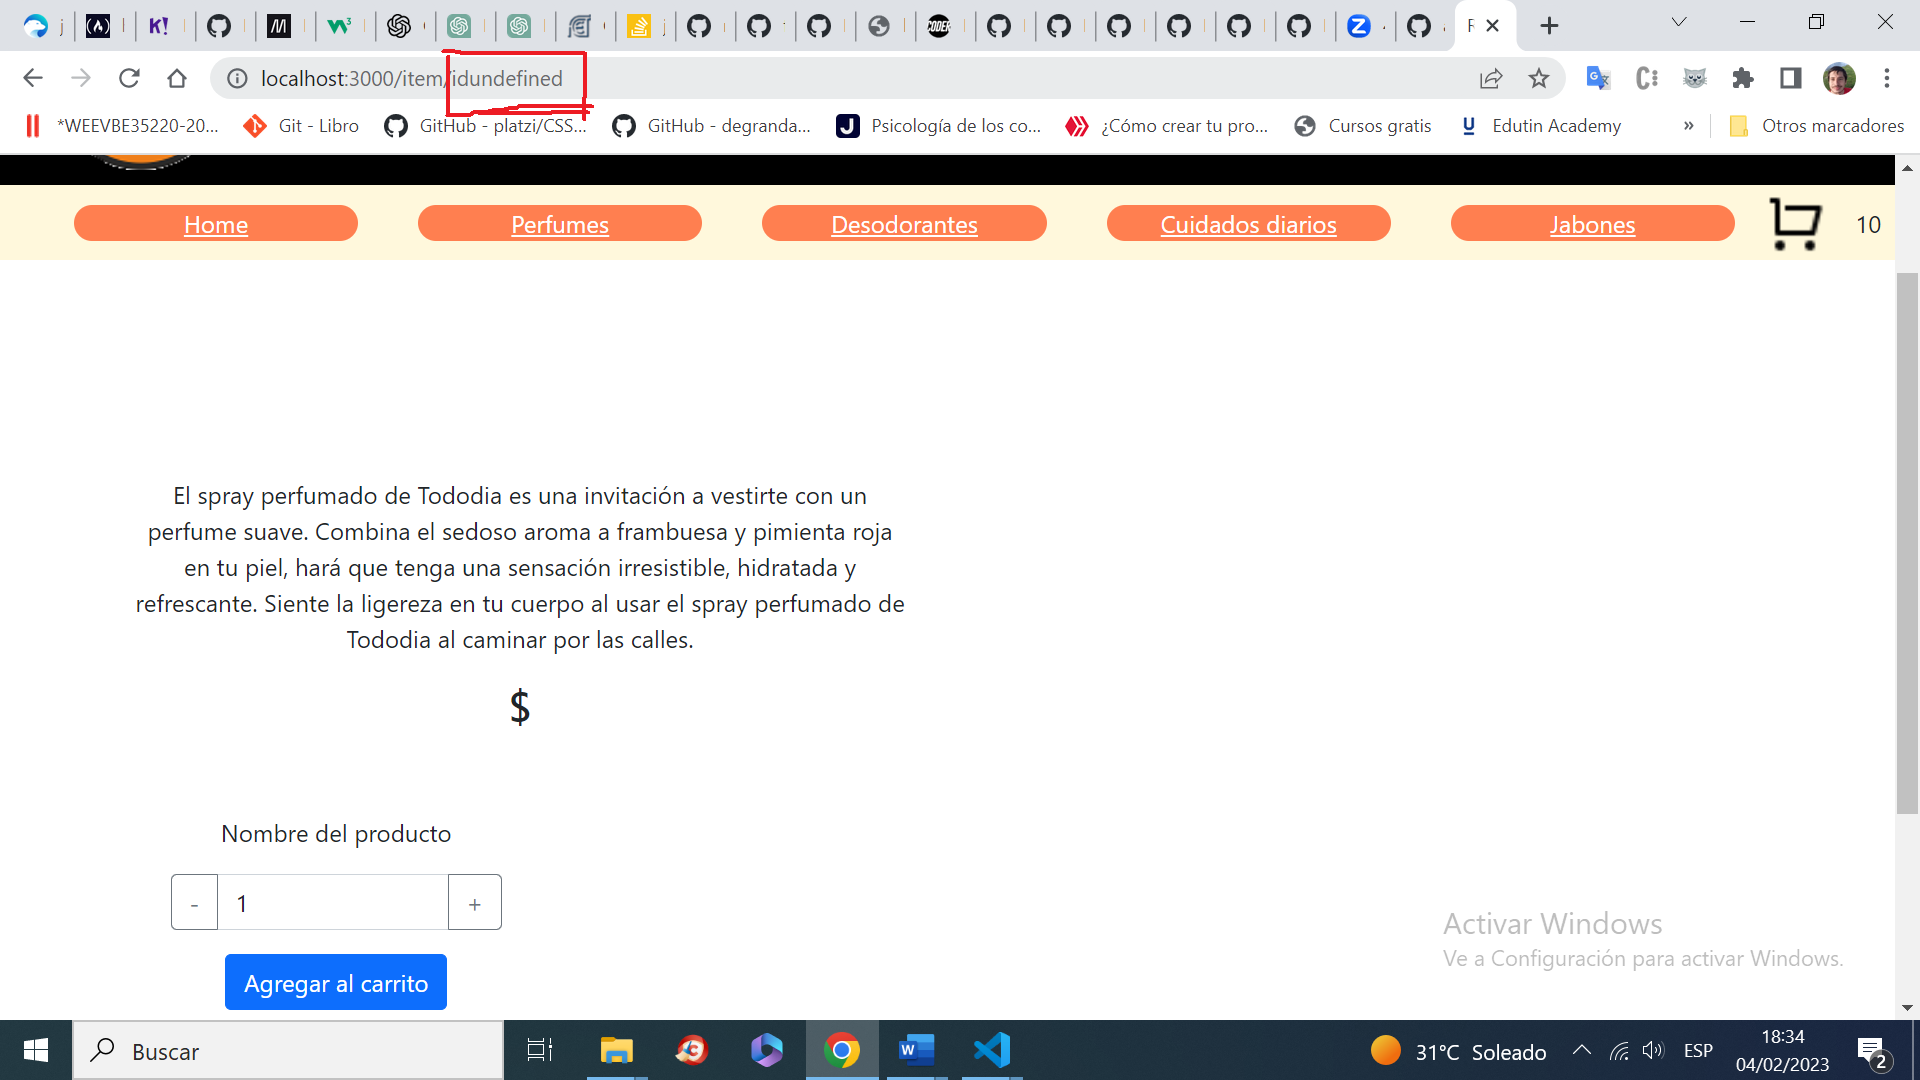 localhost:3000/item/idundefined
*WEEVBE35220-20... Git - Libro GitHub - platzi/CSS... GitHub - degranda... Psicología de los co... ¿Cómo crear tu pro... Cursos gratis Edutin Academy » Otros marcadores
Home Perfumes Desodorantes Cuidados diarios Jabones 10
El spray perfumado de Tododia es una invitación a vestirte con un
perfume suave. Combina el sedoso aroma a frambuesa y pimienta roja
en tu piel, hará que tenga una sensación irresistible, hidratada y
refrescante. Siente la ligereza en tu cuerpo al usar el spray perfumado de
Tododia al caminar por las calles.
$
Nombre del producto
- 1 +
Agregar al carrito
Activar Windows
Ve a Configuración para activar Windows.
Buscar
31°C Soleado ESP 18:34
04/02/2023 2